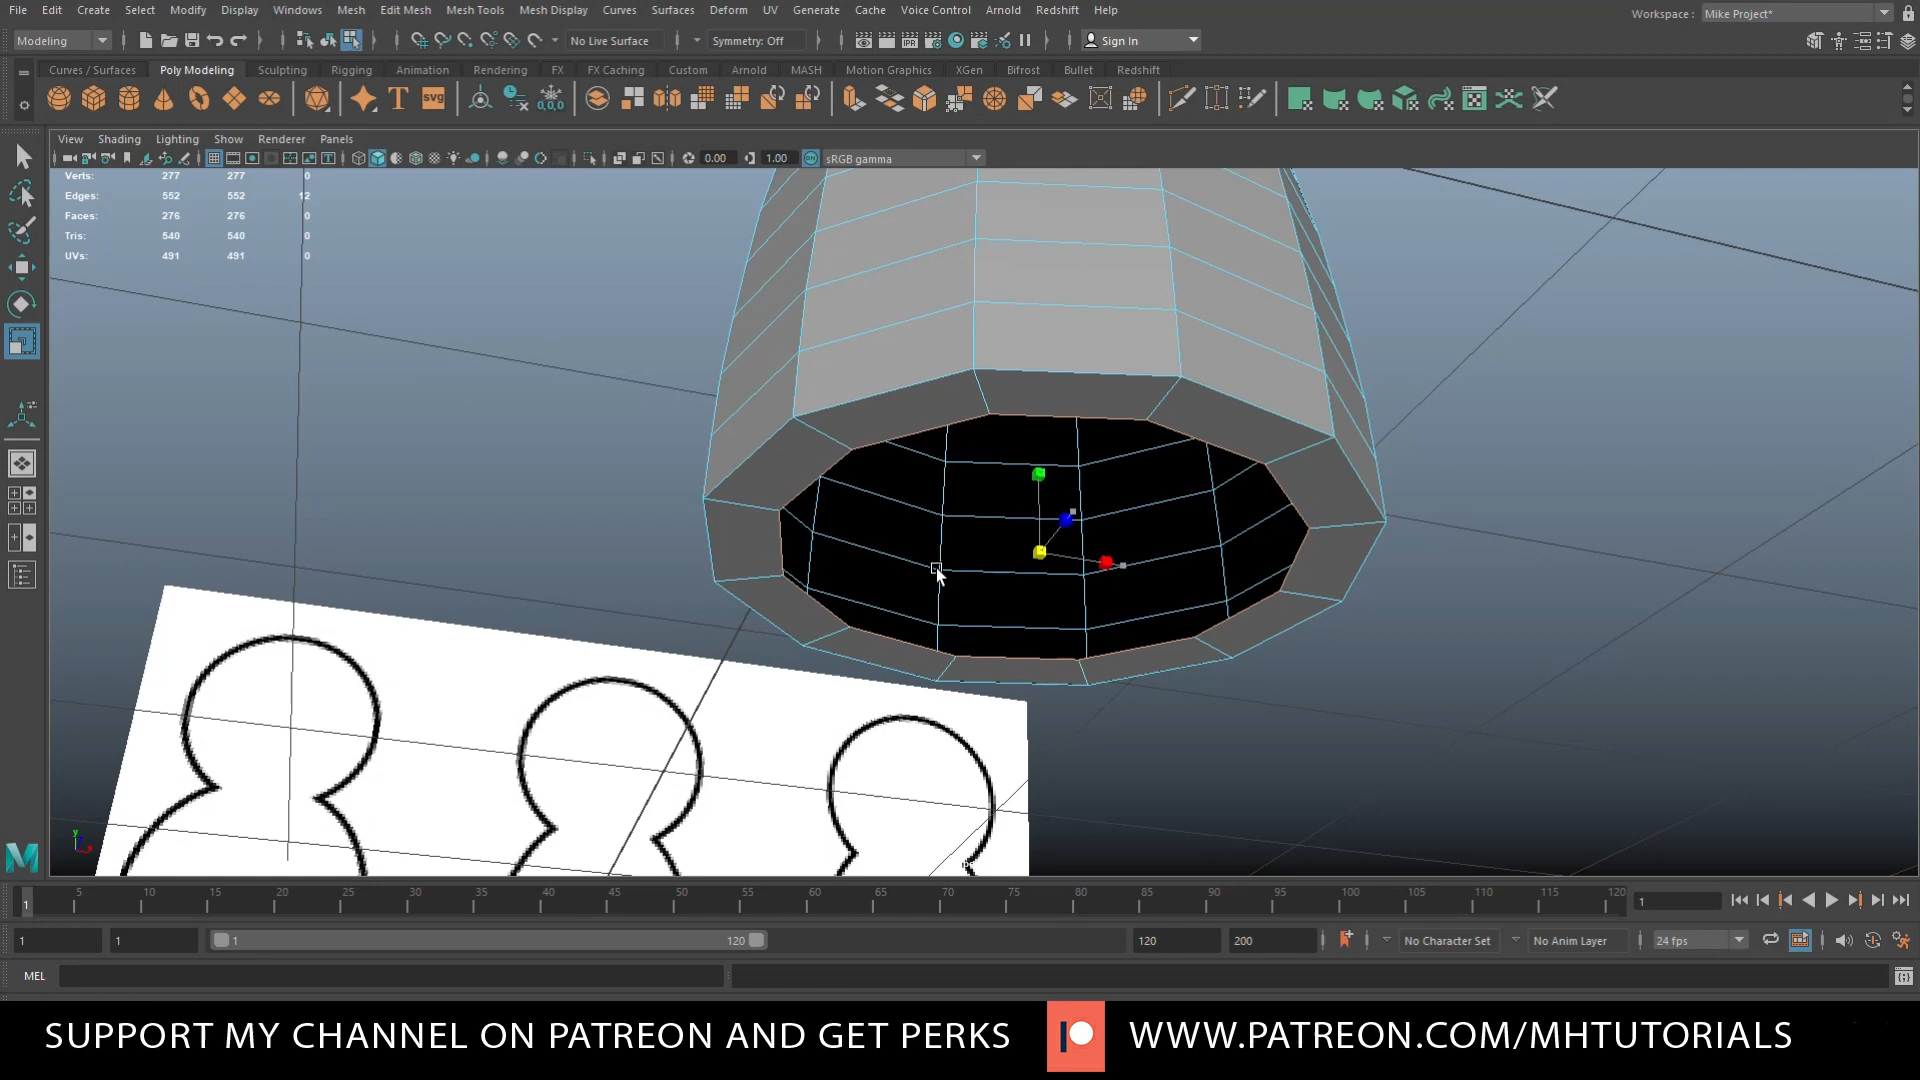 File Edit Create Select Modify Display Windows Mesh Edit Mesh Mesh Tools Mesh Display Curves Surfaces Deform UV Generate Cache Voice Control Arnold Redshift Help
Workspace : Mike Project*
Modeling No Live Surface Symmetry: Off IPR Sign In
Curves / Surfaces Poly Modeling Sculpting Rigging Animation Rendering FX FX Caching Custom Arnold MASH Motion Graphics XGen Bifrost Bullet Redshift
T SVG 0,0,0
View Shading Lighting Show Renderer Panels
0.00 1.00 ON sRGB gamma
Verts: 277 277 0
Edges: 552 552 12
Faces: 276 276 0
Tris: 540 540 0
UVs: 491 491 0
y
x
5 10 15 20 25 30 35 40 45 50 55 60 65 70 75 80 85 90 95 100 105 110 115 120
1 1
1 1 1 120 120 200 No Character Set No Anim Layer 24 fps
MEL
SUPPORT MY CHANNEL ON PATREON AND GET PERKS WWW.PATREON.COM/MHTUTORIALS